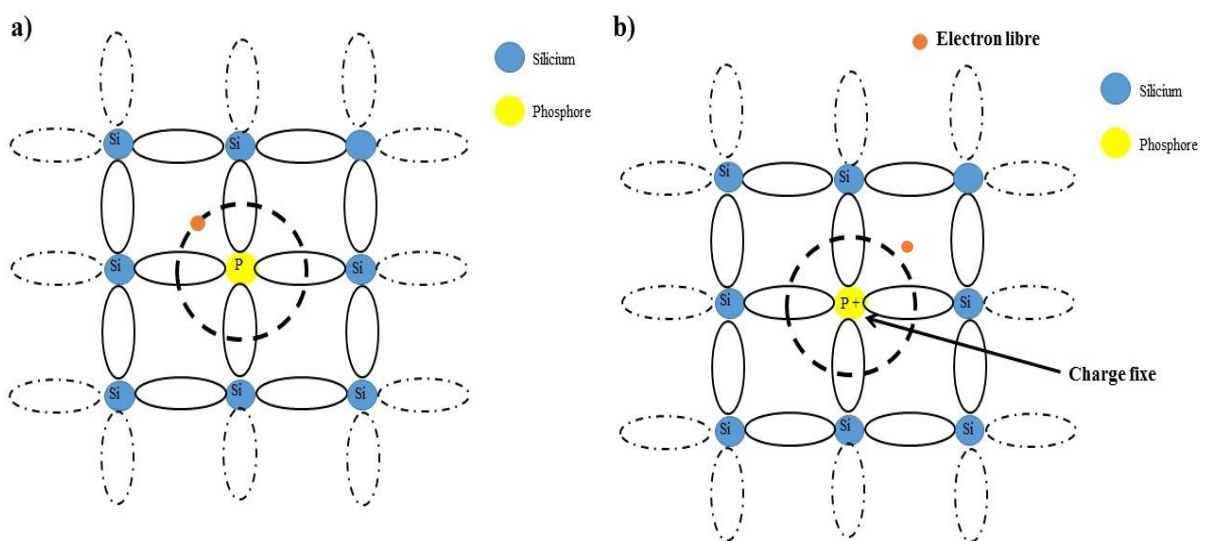 a)
Silicium
Phosphore
Si Si
Si P Si
Si Si Si
b)
Electron libre
Silicium
Phosphore
Si Si
Si P + Si
Charge fixe
Si Si Si